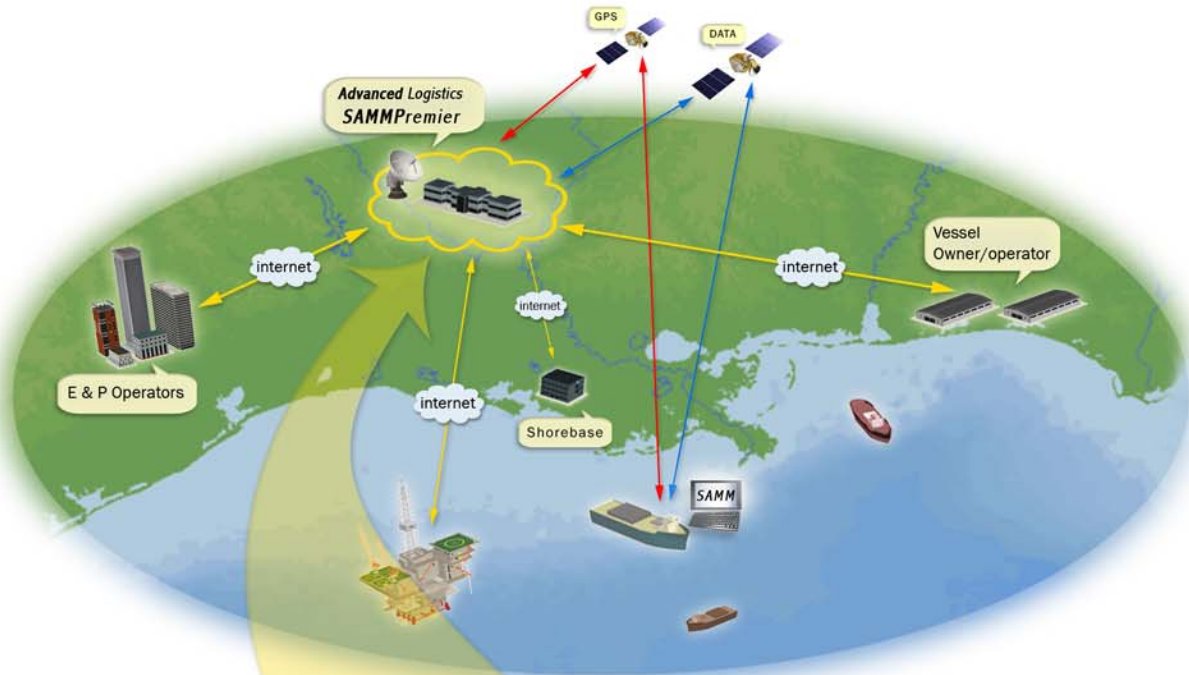 GPS
DATA
Advanced Logistics
SAMMPremier
Vessel
Owner/operator
internet
internet
internet
internet
E & P Operators
Shorebase
SAMM